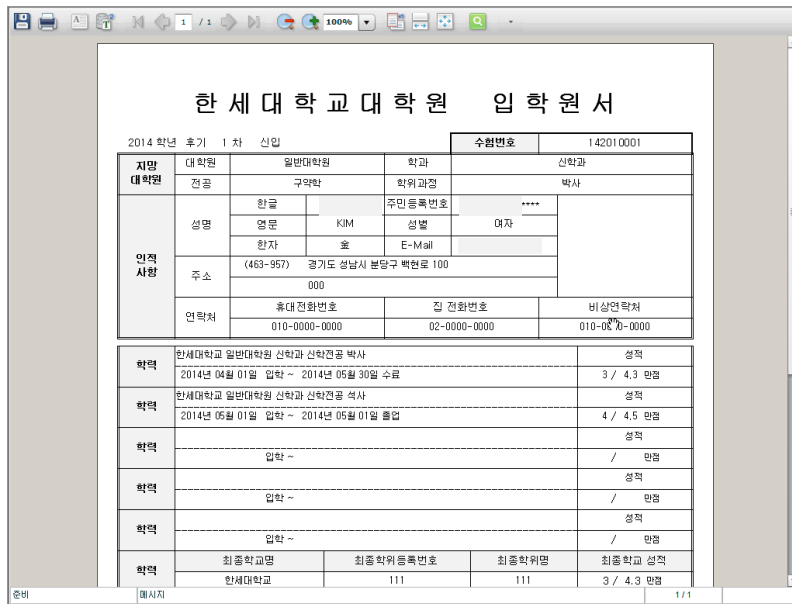 1 / 1 100%
한세대학교대학원 입학원서
2014 학년 후기 1 차 신입 수험번호 142010001
지망 대학원 대학원 일반대학원 학과 신학과
전공 구약학 학위과정 박사
인적 사항 성명 한글 주민등록번호 ****
영문 KIM 성별 여자
한자 金 E-Mail
주소 (463-957) 경기도 성남시 분당구 백현로 100
000
연락처 휴대전화번호 집 전화번호 비상연락처
010-0000-0000 02-0000-0000 010-0 0-0000
학력 한세대학교 일반대학원 신학과 신학전공 박사 성적
2014년 04월 01일 입학 ~ 2014년 05월 30일 수료 3 / 4.3 만점
학력 한세대학교 일반대학원 신학과 신학전공 석사 성적
2014년 05월 01일 입학 ~ 2014년 05월 01일 졸업 4 / 4.5 만점
학력 성적
입학 ~ / 만점
학력 성적
입학 ~ / 만점
학력 성적
입학 ~ / 만점
학력 최종학교명 최종학위등록번호 최종학위명 최종학교 성적
한세대학교 111 111 3 / 4.3 만점
준비 메시지 1/1